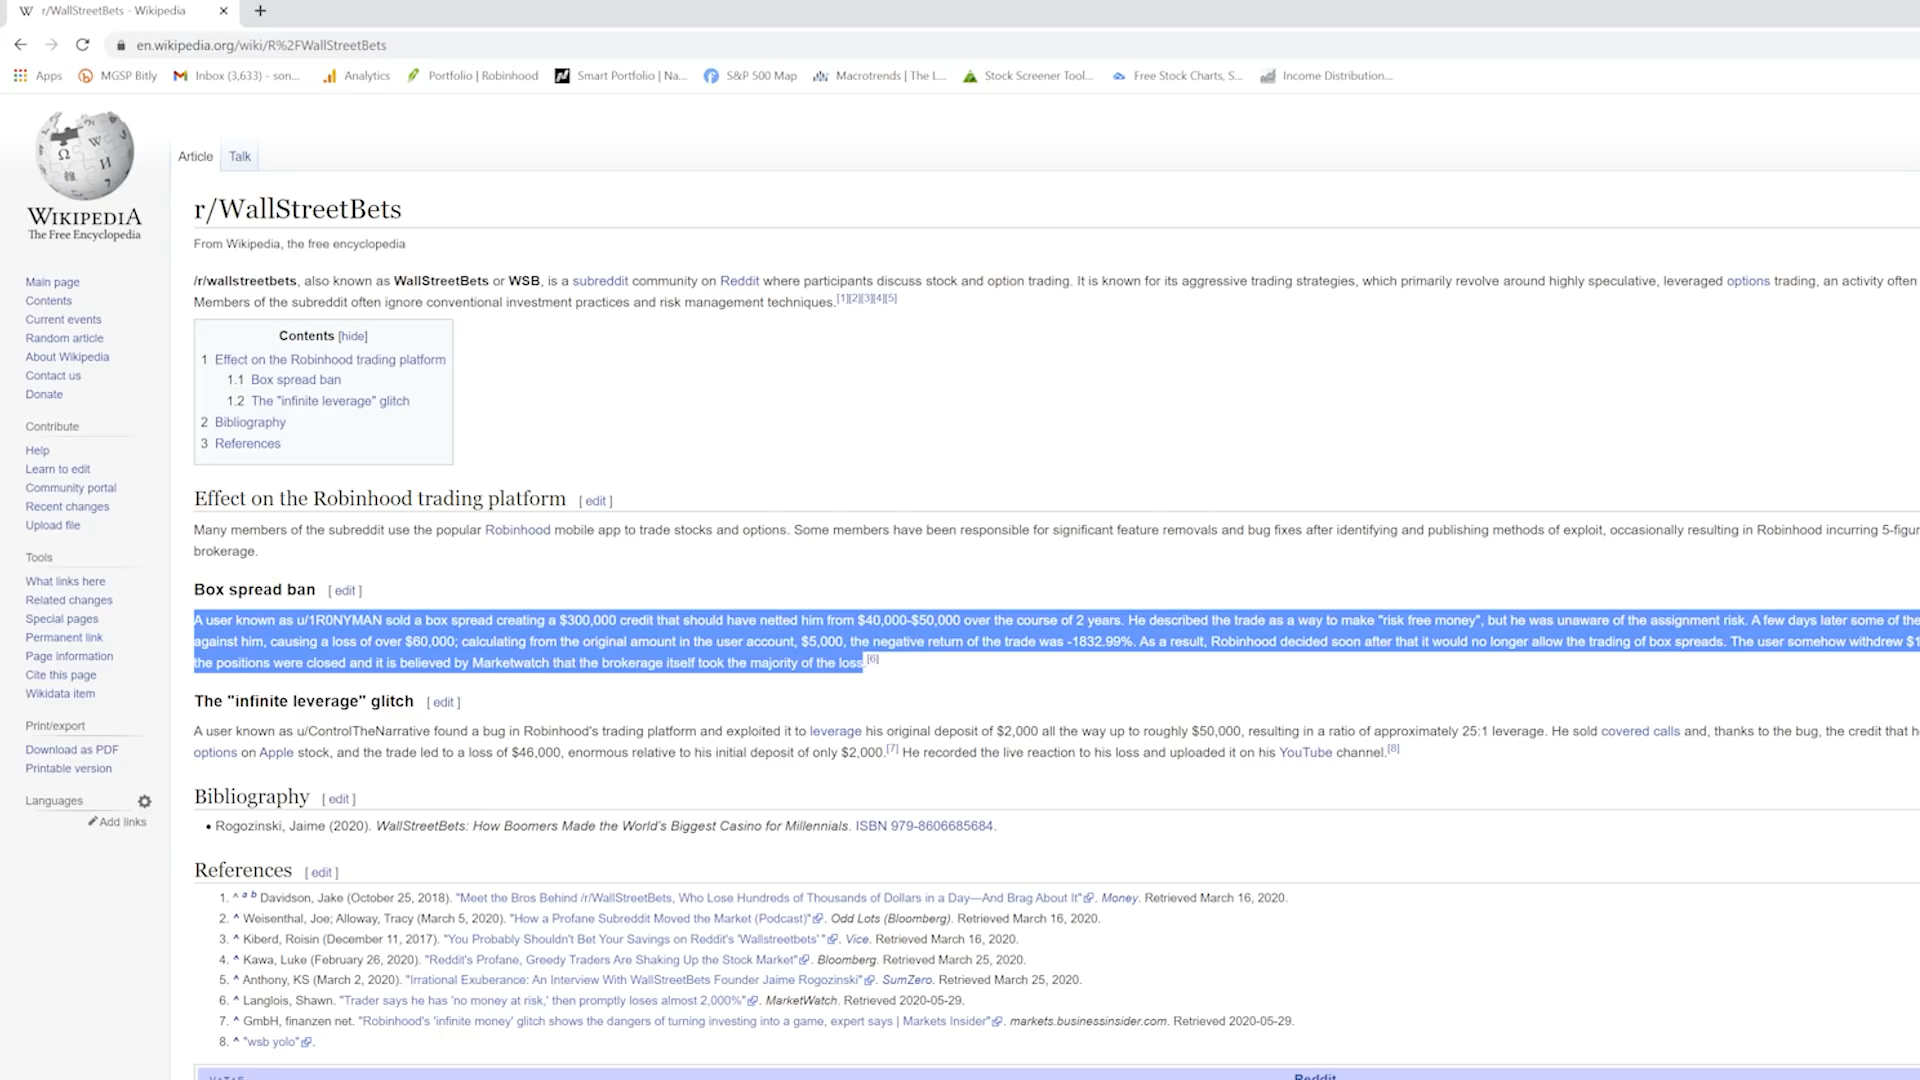 r/WallStreetBets - Wikipedia
en.wikipedia.org/wiki/R%2FWallStreetBets
Apps MGSP Bitly Inbox (3,633) - son... Analytics Portfolio | Robinhood Smart Portfolio | Na... S&P 500 Map Macrotrends | The L... Stock Screener Tool... Free Stock Charts, S... Income Distribution...
WIKIPEDIA
The Free Encyclopedia
Main page
Contents
Current events
Random article
About Wikipedia
Contact us
Donate
Contribute
Help
Learn to edit
Community portal
Recent changes
Upload file
Tools
What links here
Related changes
Special pages
Permanent link
Page information
Cite this page
Wikidata item
Print/export
Download as PDF
Printable version
Languages
Add links
Article Talk
r/WallStreetBets
From Wikipedia, the free encyclopedia
/r/wallstreetbets, also known as WallStreetBets or WSB, is a subreddit community on Reddit where participants discuss stock and option trading. It is known for its aggressive trading strategies, which primarily revolve around highly speculative, leveraged options trading, an activity often
Members of the subreddit often ignore conventional investment practices and risk management techniques.[1][2][3][4][5]
Contents [hide]
1 Effect on the Robinhood trading platform
1.1 Box spread ban
1.2 The "infinite leverage" glitch
2 Bibliography
3 References
Effect on the Robinhood trading platform [ edit ]
Many members of the subreddit use the popular Robinhood mobile app to trade stocks and options. Some members have been responsible for significant feature removals and bug fixes after identifying and publishing methods of exploit, occasionally resulting in Robinhood incurring 5-figur
brokerage.
Box spread ban [ edit ]
A user known as u/1R0NYMAN sold a box spread creating a $300,000 credit that should have netted him from $40,000-$50,000 over the course of 2 years. He described the trade as a way to make "risk free money", but he was unaware of the assignment risk. A few days later some of the
against him, causing a loss of over $60,000; calculating from the original amount in the user account, $5,000, the negative return of the trade was -1832.99%. As a result, Robinhood decided soon after that it would no longer allow the trading of box spreads. The user somehow withdrew $1
the positions were closed and it is believed by Marketwatch that the brokerage itself took the majority of the loss.[6]
The "infinite leverage" glitch [ edit ]
A user known as u/ControlTheNarrative found a bug in Robinhood's trading platform and exploited it to leverage his original deposit of $2,000 all the way up to roughly $50,000, resulting in a ratio of approximately 25:1 leverage. He sold covered calls and, thanks to the bug, the credit that h
options on Apple stock, and the trade led to a loss of $46,000, enormous relative to his initial deposit of only $2,000.[7] He recorded the live reaction to his loss and uploaded it on his YouTube channel.[8]
Bibliography [ edit ]
• Rogozinski, Jaime (2020). WallStreetBets: How Boomers Made the World's Biggest Casino for Millennials. ISBN 979-8606685684.
References [ edit ]
1. ^ a b Davidson, Jake (October 25, 2018). "Meet the Bros Behind /r/WallStreetBets, Who Lose Hundreds of Thousands of Dollars in a Day—And Brag About It". Money. Retrieved March 16, 2020.
2. ^ Weisenthal, Joe; Alloway, Tracy (March 5, 2020). "How a Profane Subreddit Moved the Market (Podcast)". Odd Lots (Bloomberg). Retrieved March 16, 2020.
3. ^ Kiberd, Roisin (December 11, 2017). "You Probably Shouldn't Bet Your Savings on Reddit's 'Wallstreetbets' ". Vice. Retrieved March 16, 2020.
4. ^ Kawa, Luke (February 26, 2020). "Reddit's Profane, Greedy Traders Are Shaking Up the Stock Market". Bloomberg. Retrieved March 25, 2020.
5. ^ Anthony, KS (March 2, 2020). "Irrational Exuberance: An Interview With WallStreetBets Founder Jaime Rogozinski". SumZero. Retrieved March 25, 2020.
6. ^ Langlois, Shawn. "Trader says he has 'no money at risk,' then promptly loses almost 2,000%". MarketWatch. Retrieved 2020-05-29.
7. ^ GmbH, finanzen net. "Robinhood's 'infinite money' glitch shows the dangers of turning investing into a game, expert says | Markets Insider". markets.businessinsider.com. Retrieved 2020-05-29.
8. ^ "wsb yolo".
Reddit